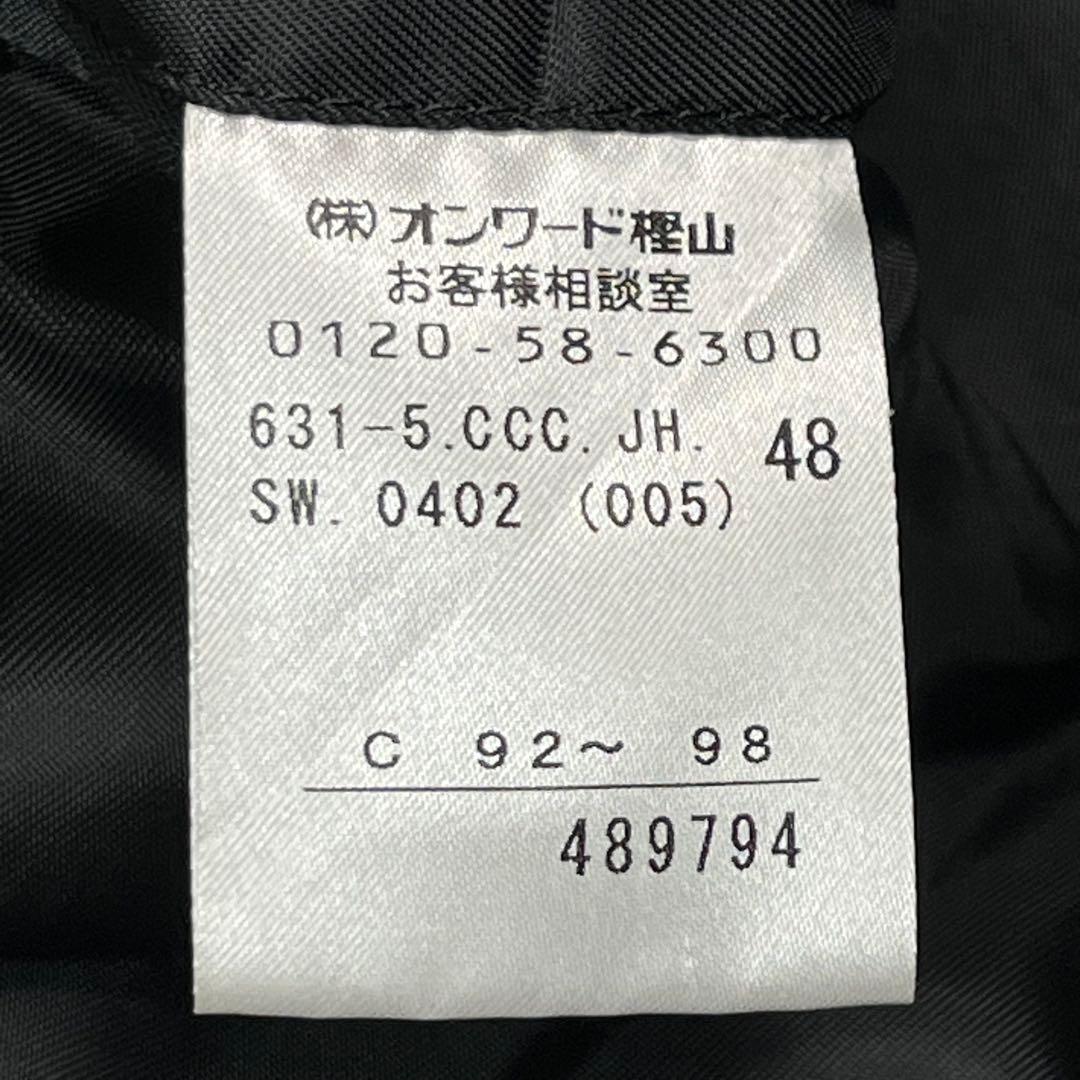 (株)オンワード樫山
お客様相談室
0120-58-6300
631-5.CCC.JH. 48
SW. 0402 (005)
C 92～ 98
489794